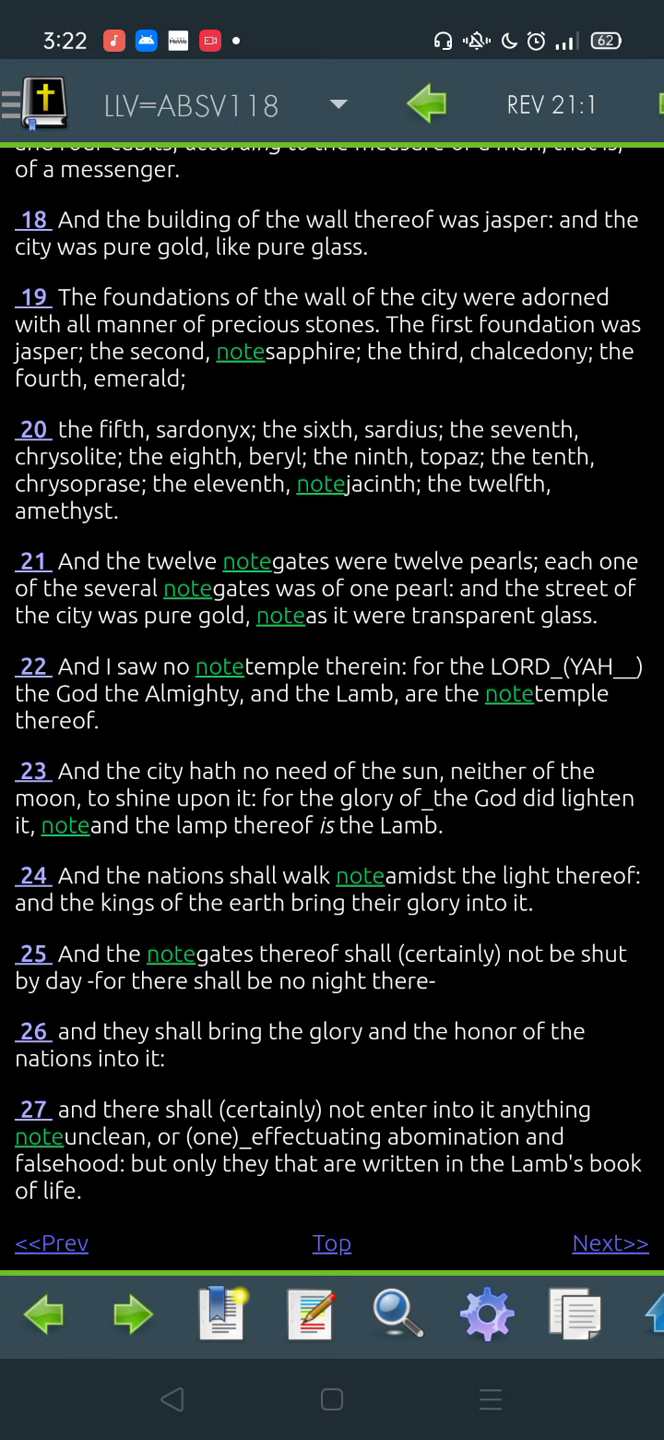 3:22
MeWe
62
LLV=ABSV118
REV 21:1
and four cubits, according to the measure of a man, that is,
of a messenger.
18 And the building of the wall thereof was jasper: and the
city was pure gold, like pure glass.
19 The foundations of the wall of the city were adorned
with all manner of precious stones. The first foundation was
jasper; the second, notesapphire; the third, chalcedony; the
fourth, emerald;
20 the fifth, sardonyx; the sixth, sardius; the seventh,
chrysolite; the eighth, beryl; the ninth, topaz; the tenth,
chrysoprase; the eleventh, notejacinth; the twelfth,
amethyst.
21 And the twelve notegates were twelve pearls; each one
of the several notegates was of one pearl: and the street of
the city was pure gold, noteas it were transparent glass.
22 And I saw no notetemple therein: for the LORD_(YAH__)
the God the Almighty, and the Lamb, are the notetemple
thereof.
23 And the city hath no need of the sun, neither of the
moon, to shine upon it: for the glory of_the God did lighten
it, noteand the lamp thereof is the Lamb.
24 And the nations shall walk noteamidst the light thereof:
and the kings of the earth bring their glory into it.
25 And the notegates thereof shall (certainly) not be shut
by day -for there shall be no night there-
26 and they shall bring the glory and the honor of the
nations into it:
27 and there shall (certainly) not enter into it anything
noteunclean, or (one)_effectuating abomination and
falsehood: but only they that are written in the Lamb's book
of life.
<<Prev
Top
Next>>